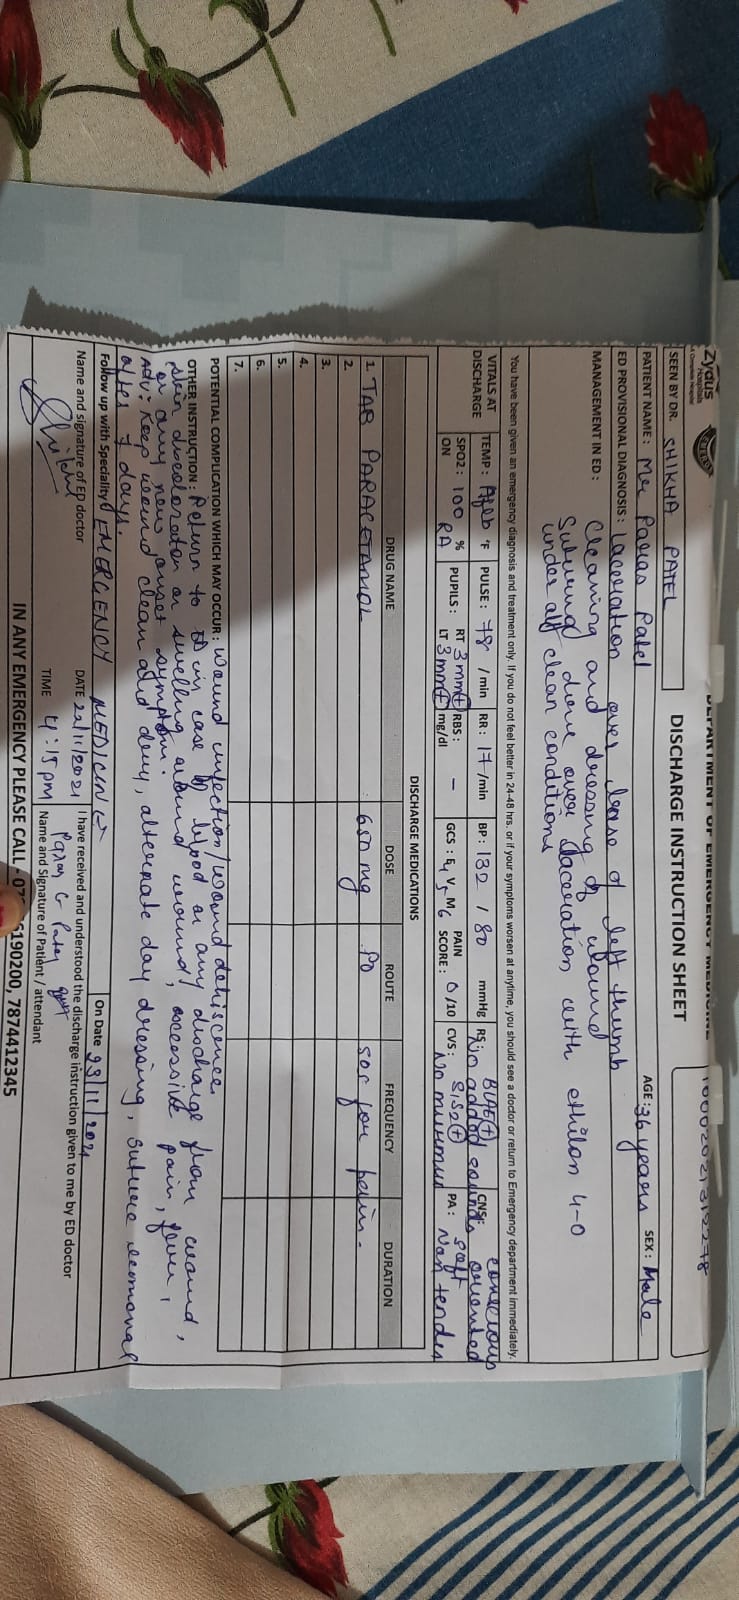 Zydus
Hospitals
DEPARTMENT OF EMERGENCY MEDICINE
DISCHARGE INSTRUCTION SHEET
SEEN BY DR. SHIKHA PATEL
PATIENT NAME: Mr. Paras Patel AGE: 36 years SEX: Male
ED PROVISIONAL DIAGNOSIS: Laceration over base of left thumb
MANAGEMENT IN ED: Cleaning and dressing of wound
Suturing done over laceration with ethilon 4-0
under all clean conditions
You have been given an emergency diagnosis and treatment only. If you do not feel better in 24-48 hrs. or if your symptoms worsen at anytime, you should see a doctor or return to Emergency department immediately.
VITALS AT DISCHARGE TEMP: Afeb °F PULSE: 78 /min RR: 17 /min BP: 132 / 80 mmHg RS: BLAE(+) No added sounds CNS: conscious oriented
SPO2: 100 % ON RA PUPILS: RT 3mm(+) LT 3mm(+) RBS: - mg/dl GCS: E4 V5 M6 PAIN SCORE: 0/10 CVS: S1S2(+) No murmur PA: soft Non tender
DISCHARGE MEDICATIONS
DRUG NAME DOSE ROUTE FREQUENCY DURATION
1. TAB PARACETAMOL 650 mg PO SOS for pain.
2.
3.
4.
5.
6.
7.
POTENTIAL COMPLICATION WHICH MAY OCCUR: Wound infection/wound dehiscence
OTHER INSTRUCTION: Return to ED in case of blood or any discharge from wound,
skin discoloration or swelling around wound, excessive pain, fever,
or any new onset symptom.
Adv: Keep wound clean and dry, alternate day dressing, suture removal
after 7 days.
Follow up with Speciality EMERGENCY MEDICINE On Date
Name and signature of ED doctor DATE 22/11/2021 I have received and understood the discharge instruction given to me by ED doctor
TIME 4:15 pm Name and Signature of Patient / attendant
IN ANY EMERGENCY PLEASE CALL 6190200, 7874412345